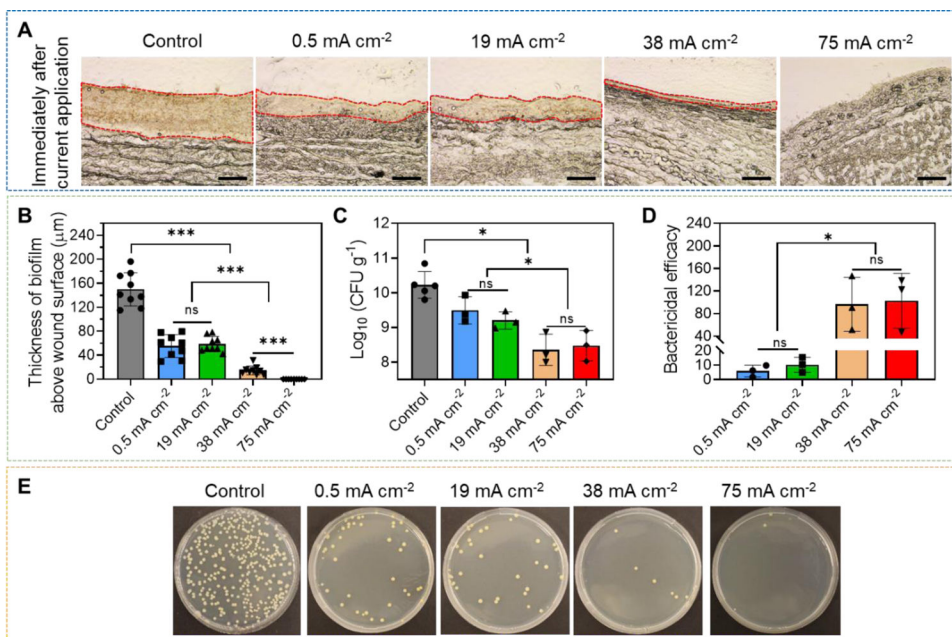 A
Control
0.5 mA cm⁻²
19 mA cm⁻²
38 mA cm⁻²
75 mA cm⁻²
Immediately after
current application
B
Thickness of biofilm
above wound surface (μm)
200
160
120
80
60
40
20
0
***
***
ns
***
Control
0.5 mA cm⁻²
19 mA cm⁻²
38 mA cm⁻²
75 mA cm⁻²
C
Log₁₀ (CFU g⁻¹)
12
11
10
9
8
*
*
ns
ns
Control
0.5 mA cm⁻²
19 mA cm⁻²
38 mA cm⁻²
75 mA cm⁻²
D
Bactericidal efficacy
240
200
160
120
80
40
20
10
0
*
ns
ns
0.5 mA cm⁻²
19 mA cm⁻²
38 mA cm⁻²
75 mA cm⁻²
E
Control
0.5 mA cm⁻²
19 mA cm⁻²
38 mA cm⁻²
75 mA cm⁻²